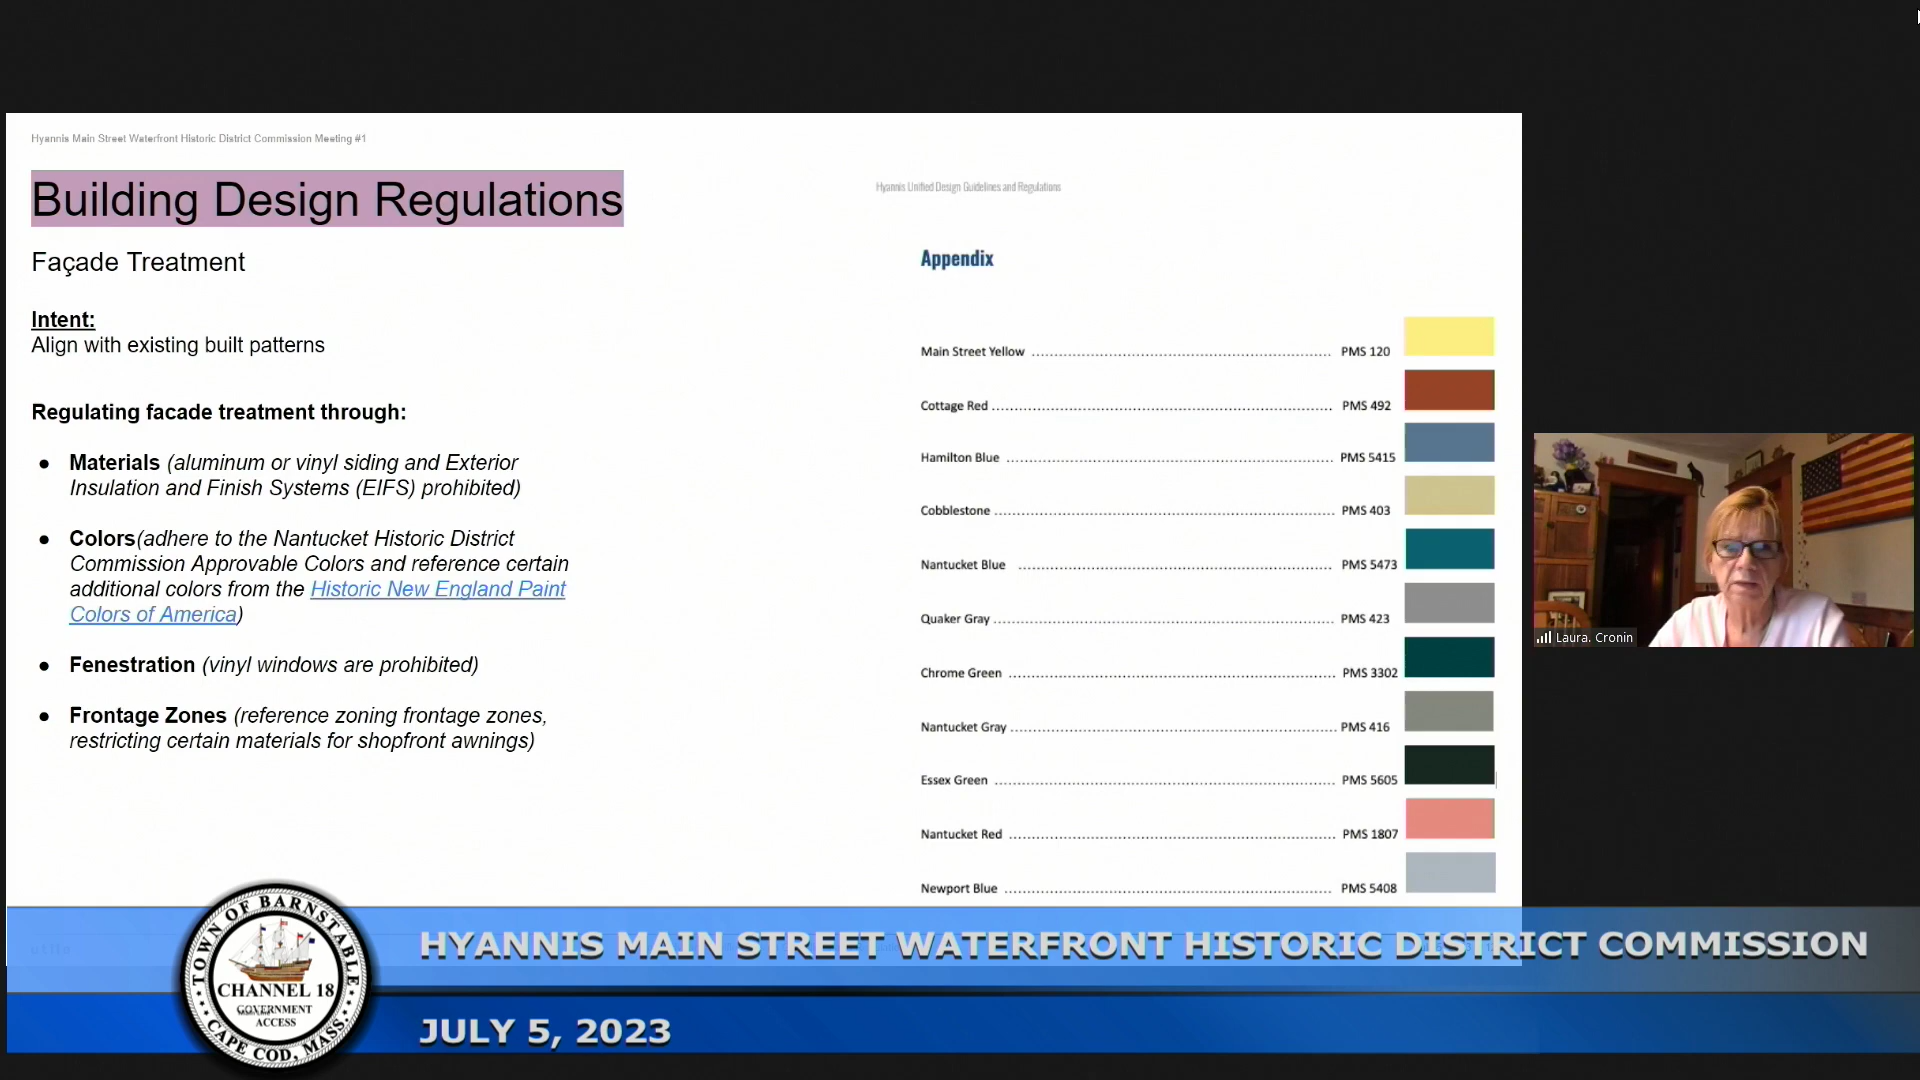 Hyannis Main Street Waterfront Historic District Commission Meeting #1
Building Design Regulations
Façade Treatment
Intent:
Align with existing built patterns
Regulating facade treatment through:
● Materials (aluminum or vinyl siding and Exterior
Insulation and Finish Systems (EIFS) prohibited)
● Colors(adhere to the Nantucket Historic District
Commission Approvable Colors and reference certain
additional colors from the Historic New England Paint
Colors of America)
● Fenestration (vinyl windows are prohibited)
● Frontage Zones (reference zoning frontage zones,
restricting certain materials for shopfront awnings)
Hyannis Unified Design Guidelines and Regulations
Appendix
Main Street Yellow PMS 120
Cottage Red PMS 492
Hamilton Blue PMS 5415
Cobblestone PMS 403
Nantucket Blue PMS 5473
Quaker Gray PMS 423
Chrome Green PMS 3302
Nantucket Gray PMS 416
Essex Green PMS 5605
Nantucket Red PMS 1807
Newport Blue PMS 5408
Laura. Cronin
utile
TOWN OF BARNSTABLE
CHANNEL 18
GOVERNMENT
ACCESS
CAPE COD, MASS.
HYANNIS MAIN STREET WATERFRONT HISTORIC DISTRICT COMMISSION
JULY 5, 2023